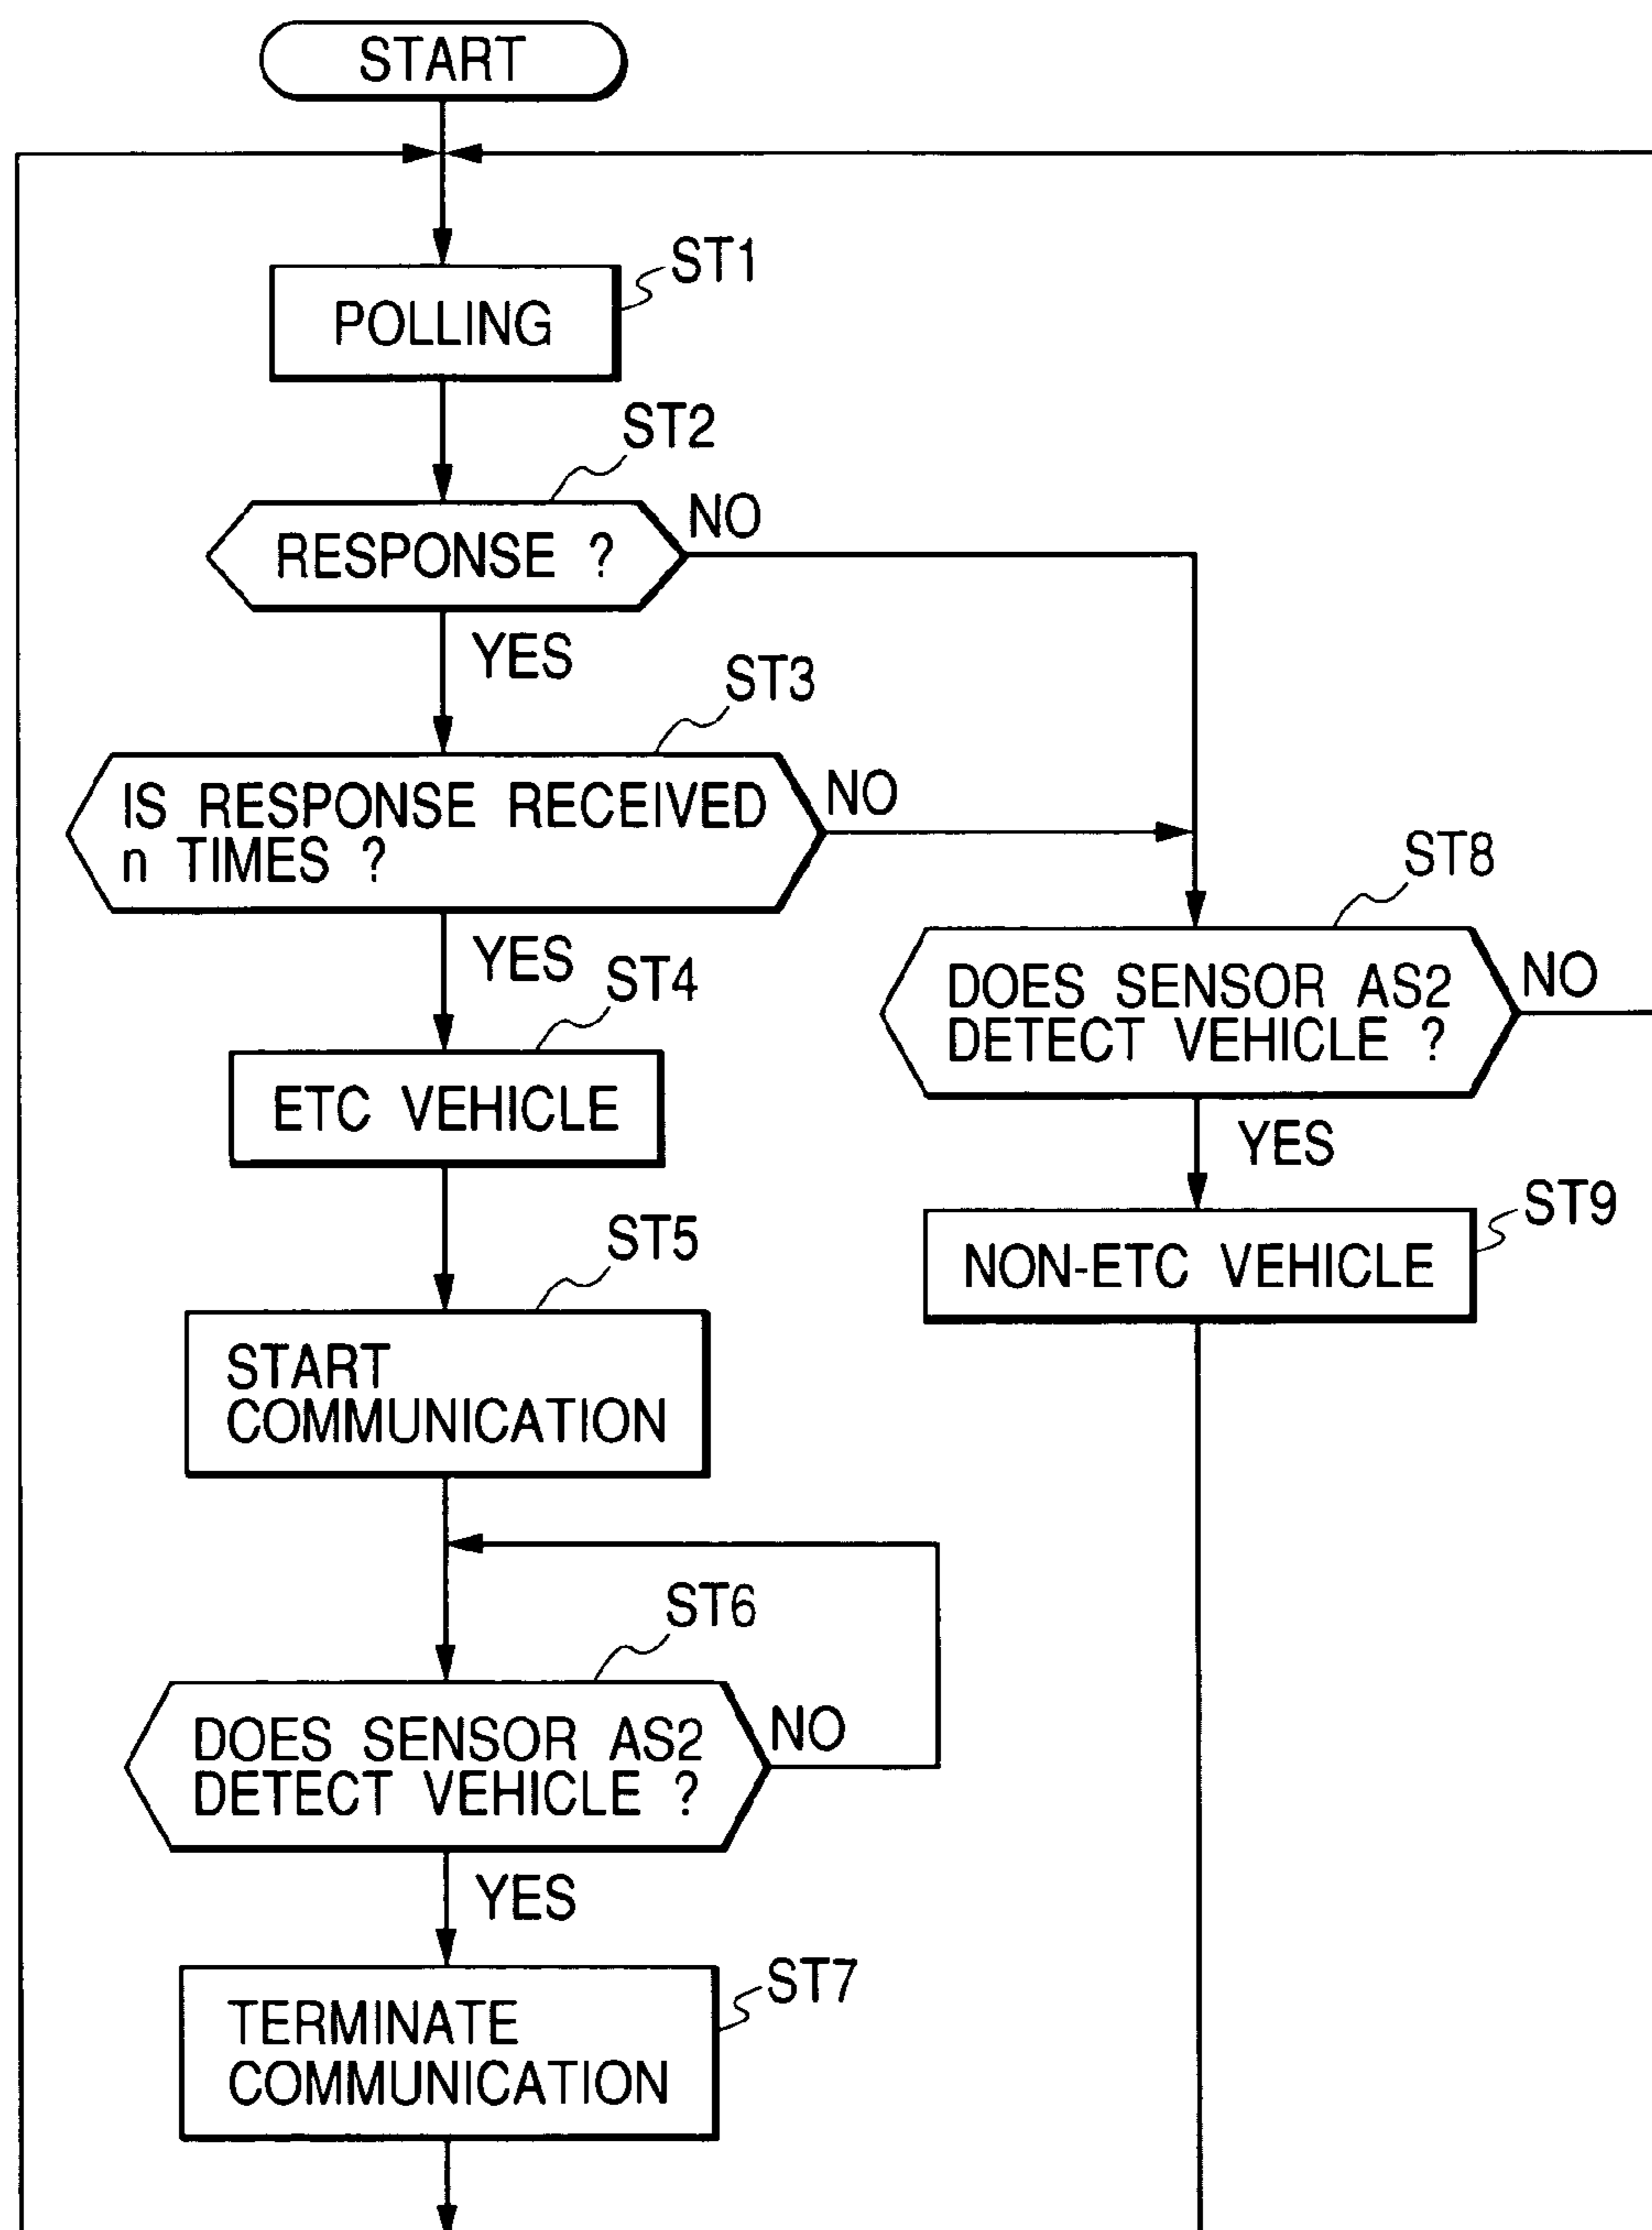 START
ST1
POLLING
ST2
RESPONSE ?
NO
YES
ST3
IS RESPONSE RECEIVED
n TIMES ?
NO
YES
ST4
ETC VEHICLE
ST5
START
COMMUNICATION
ST6
DOES SENSOR AS2
DETECT VEHICLE ?
NO
YES
ST7
TERMINATE
COMMUNICATION
ST8
DOES SENSOR AS2
DETECT VEHICLE ?
NO
YES
ST9
NON-ETC VEHICLE